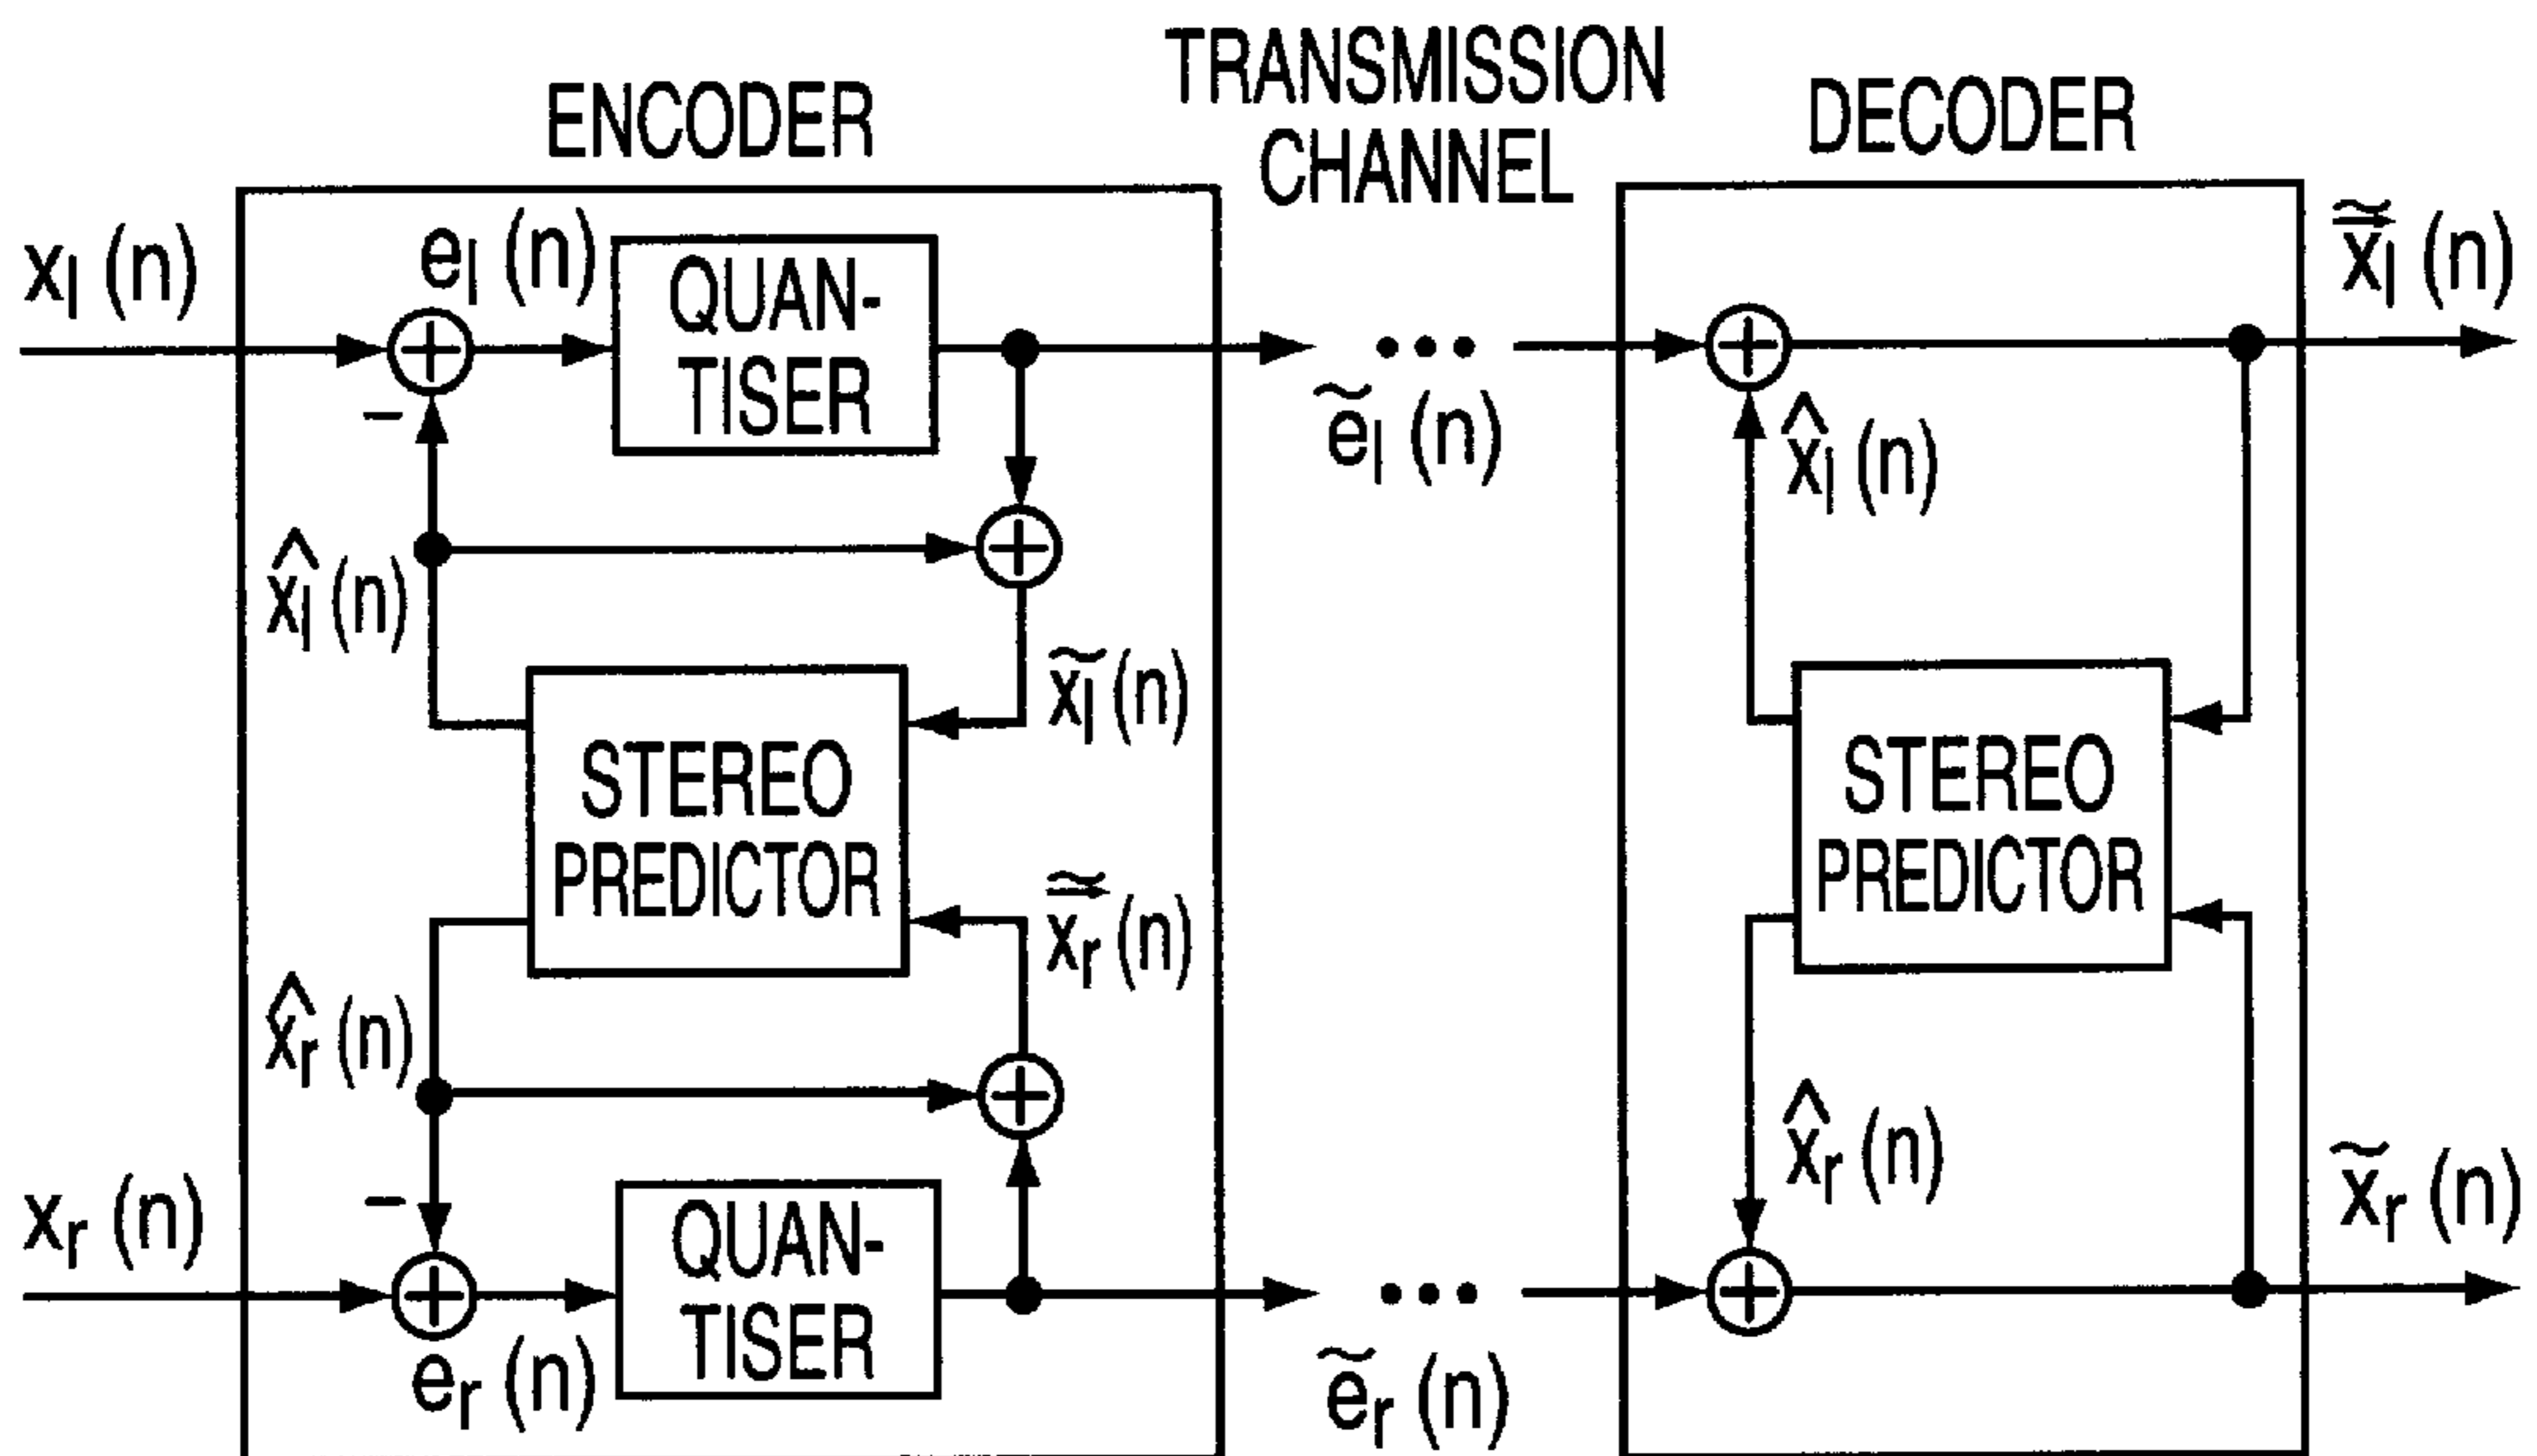 TRANSMISSION
CHANNEL
ENCODER
DECODER
x_l (n)
e_l (n)
QUAN-
TISER
–
x̂_l (n)
x̃_l (n)
STEREO
PREDICTOR
x̃⃗_r (n)
x̂_r (n)
–
x_r (n)
e_r (n)
QUAN-
TISER
• • •
ẽ_l (n)
• • •
ẽ_r (n)
x̂_l (n)
STEREO
PREDICTOR
x̂_r (n)
x̃⃗_l (n)
x̃_r (n)